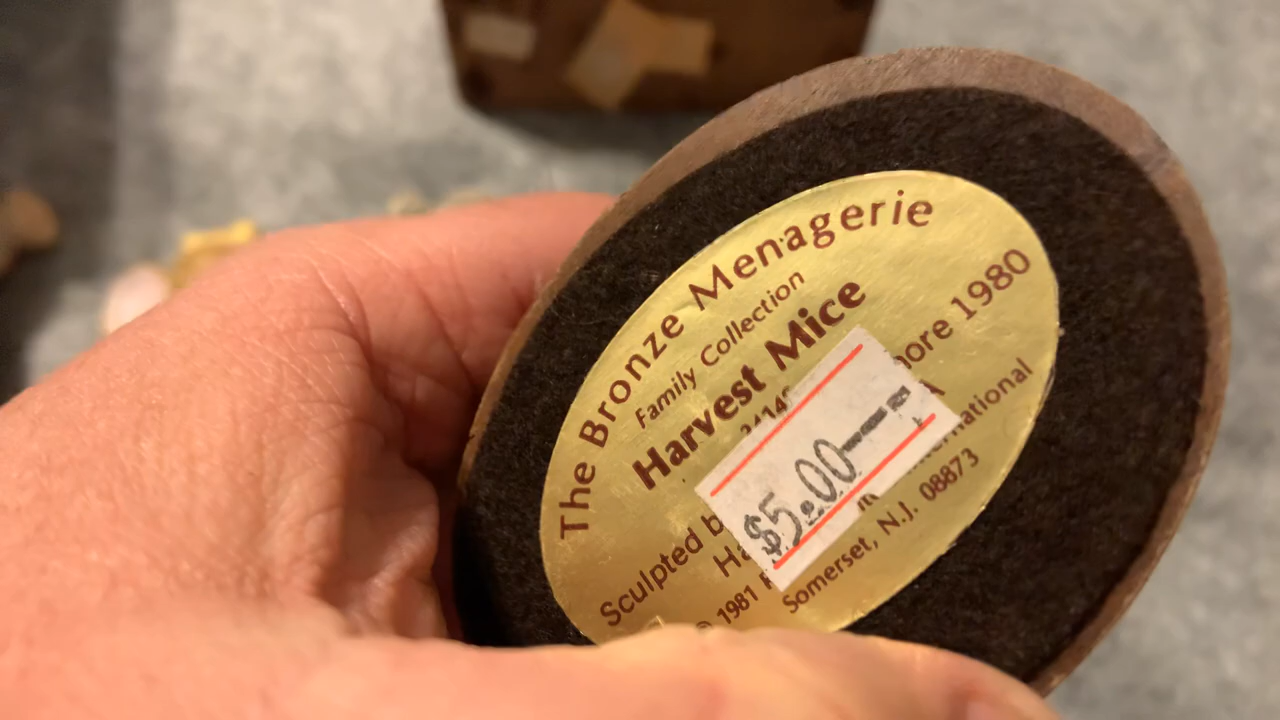 The Bronze Menagerie
Family Collection
Harvest Mice
1980
$5.00
Sculpted
© 1981
Somerset, N.J. 08873